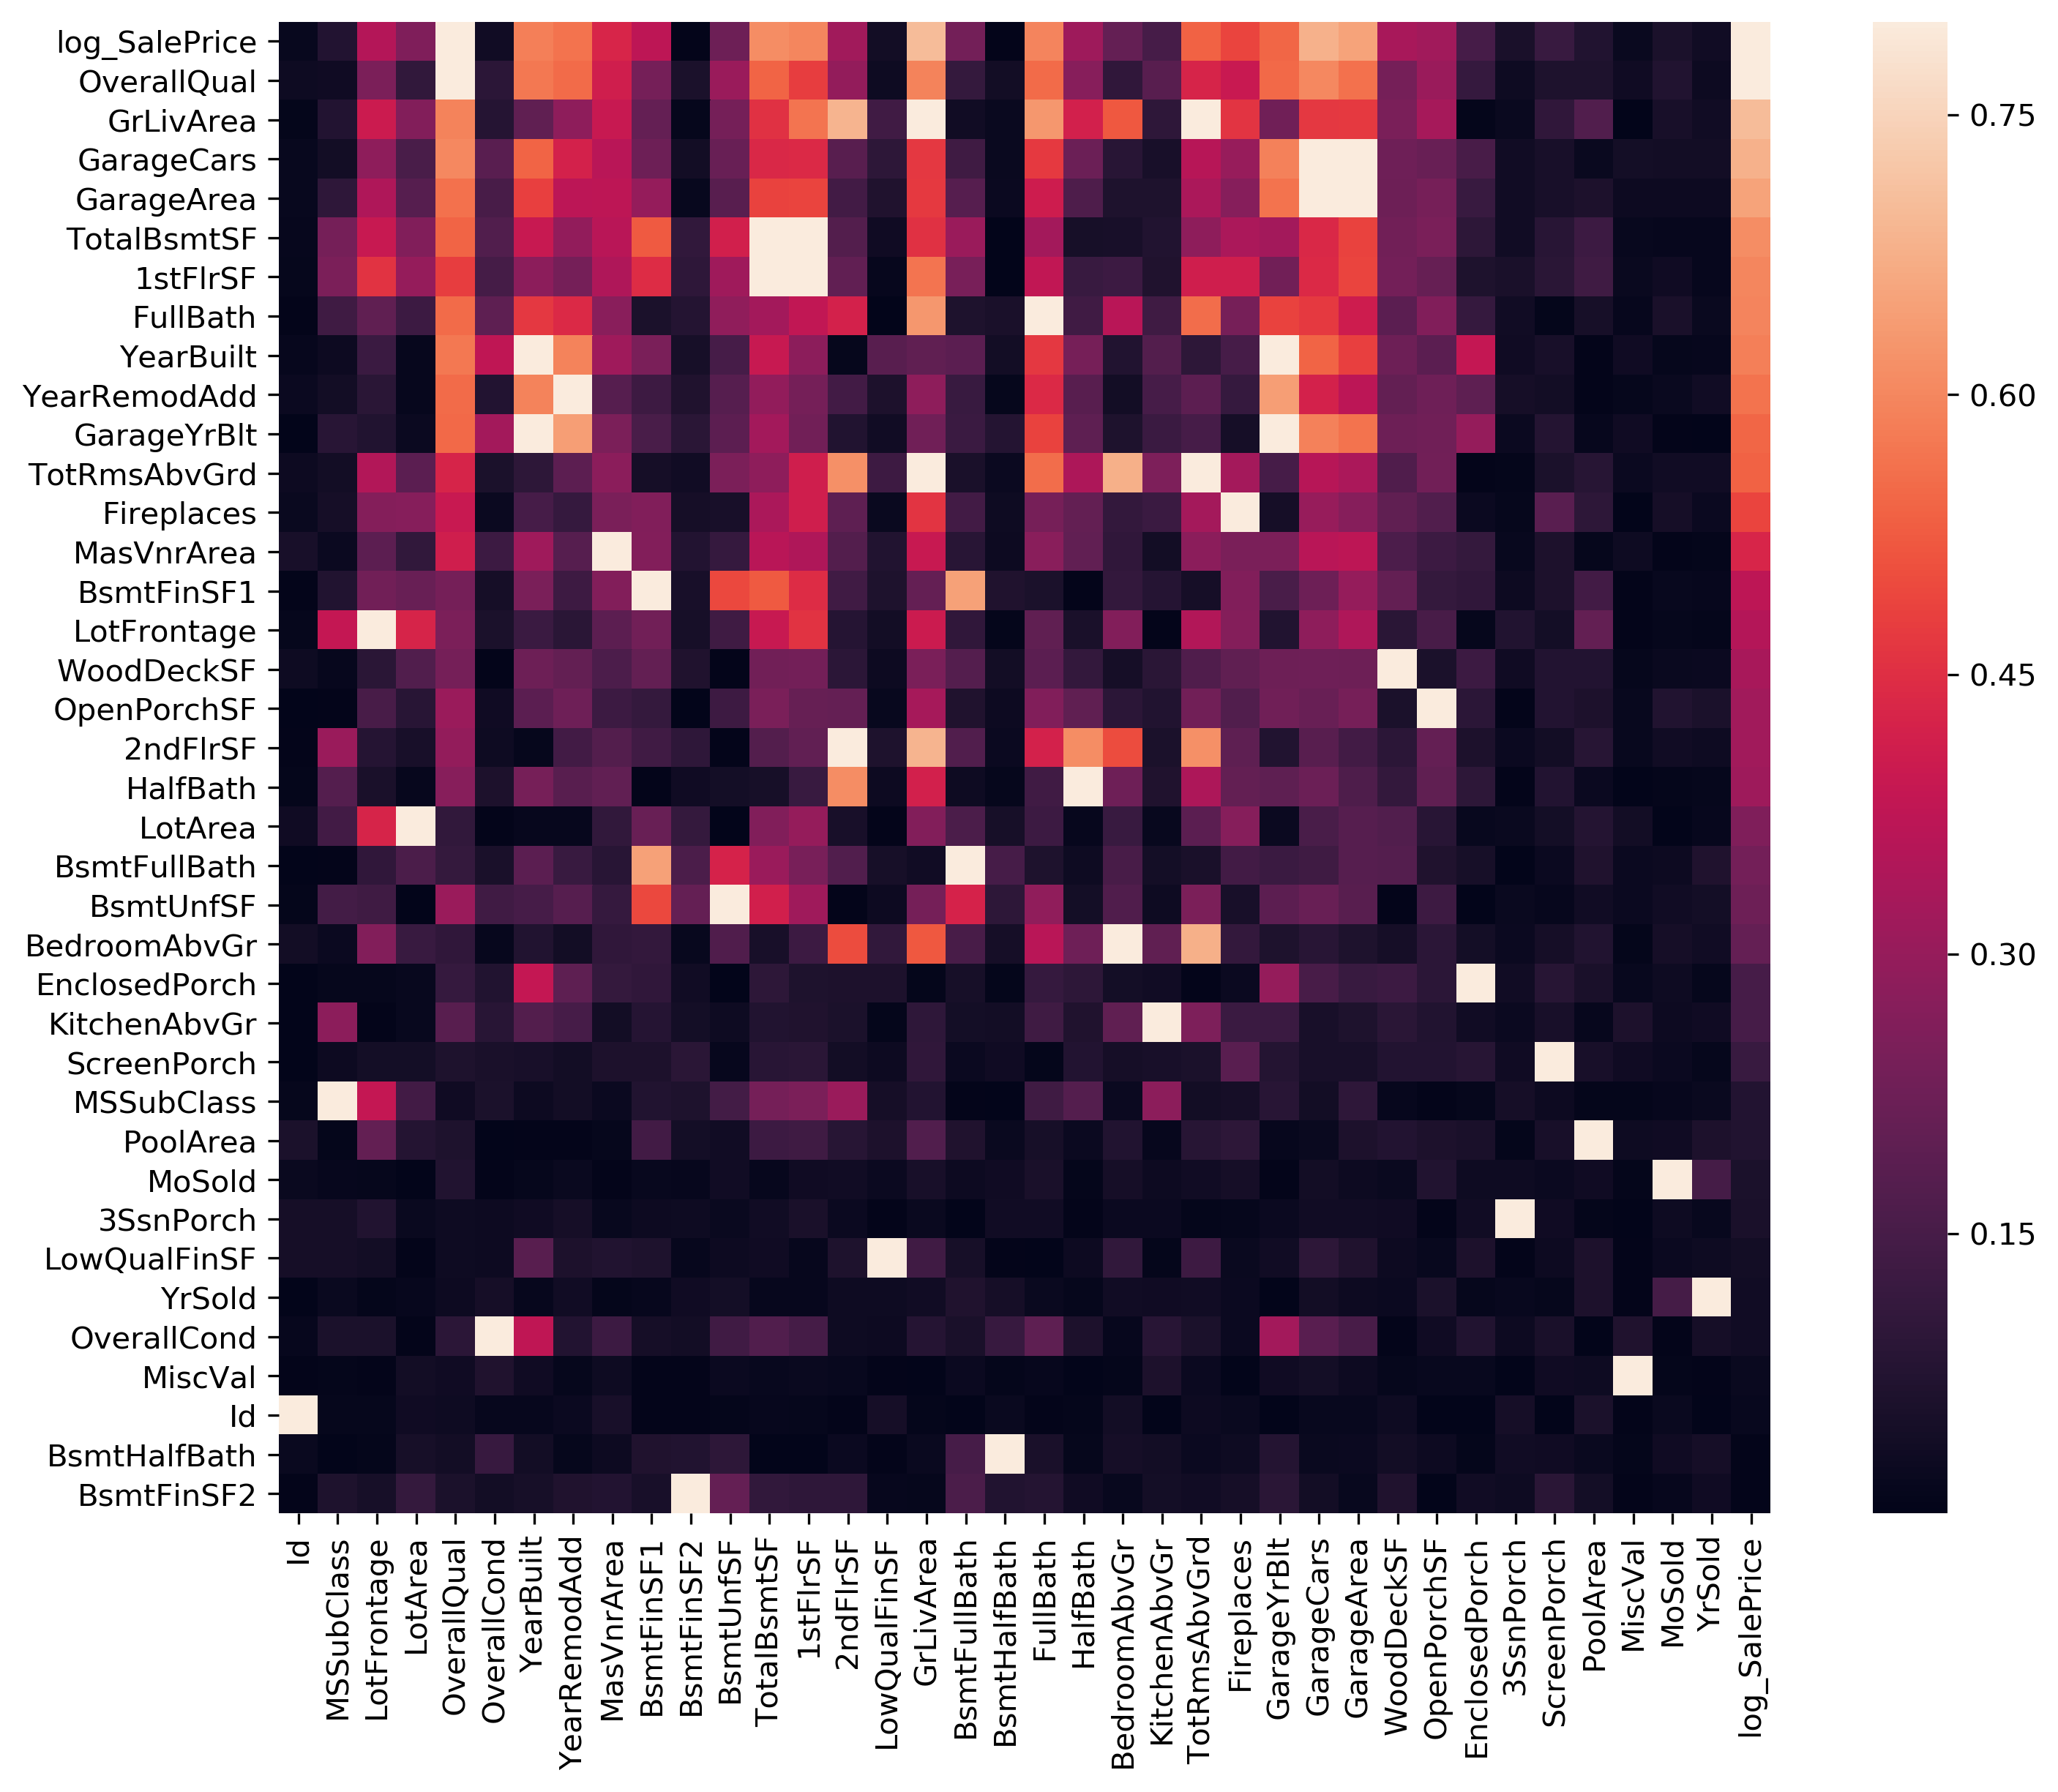 log_SalePrice
OverallQual
GrLivArea
GarageCars
GarageArea
TotalBsmtSF
1stFlrSF
FullBath
YearBuilt
YearRemodAdd
GarageYrBlt
TotRmsAbvGrd
Fireplaces
MasVnrArea
BsmtFinSF1
LotFrontage
WoodDeckSF
OpenPorchSF
2ndFlrSF
HalfBath
LotArea
BsmtFullBath
BsmtUnfSF
BedroomAbvGr
EnclosedPorch
KitchenAbvGr
ScreenPorch
MSSubClass
PoolArea
MoSold
3SsnPorch
LowQualFinSF
YrSold
OverallCond
MiscVal
Id
BsmtHalfBath
BsmtFinSF2
Id
MSSubClass
LotFrontage
LotArea
OverallQual
OverallCond
YearBuilt
YearRemodAdd
MasVnrArea
BsmtFinSF1
BsmtFinSF2
BsmtUnfSF
TotalBsmtSF
1stFlrSF
2ndFlrSF
LowQualFinSF
GrLivArea
BsmtFullBath
BsmtHalfBath
FullBath
HalfBath
BedroomAbvGr
KitchenAbvGr
TotRmsAbvGrd
Fireplaces
GarageYrBlt
GarageCars
GarageArea
WoodDeckSF
OpenPorchSF
EnclosedPorch
3SsnPorch
ScreenPorch
PoolArea
MiscVal
MoSold
YrSold
log_SalePrice
0.75
0.60
0.45
0.30
0.15